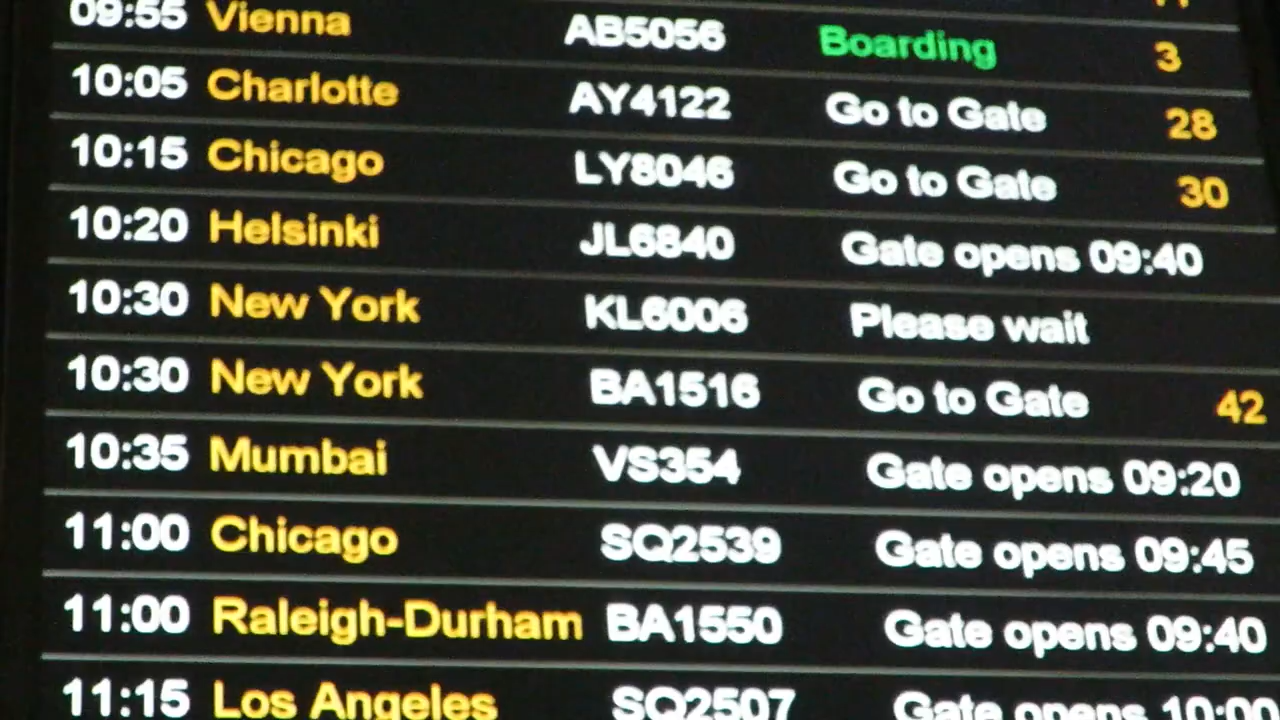 09:55 Vienna AB5056 Boarding 3
10:05 Charlotte AY4122 Go to Gate 28
10:15 Chicago LY8046 Go to Gate 30
10:20 Helsinki JL6840 Gate opens 09:40
10:30 New York KL6006 Please wait
10:30 New York BA1516 Go to Gate 42
10:35 Mumbai VS354 Gate opens 09:20
11:00 Chicago SQ2539 Gate opens 09:45
11:00 Raleigh-Durham BA1550 Gate opens 09:40
11:15 Los Angeles SQ2507 Gate opens 10:00